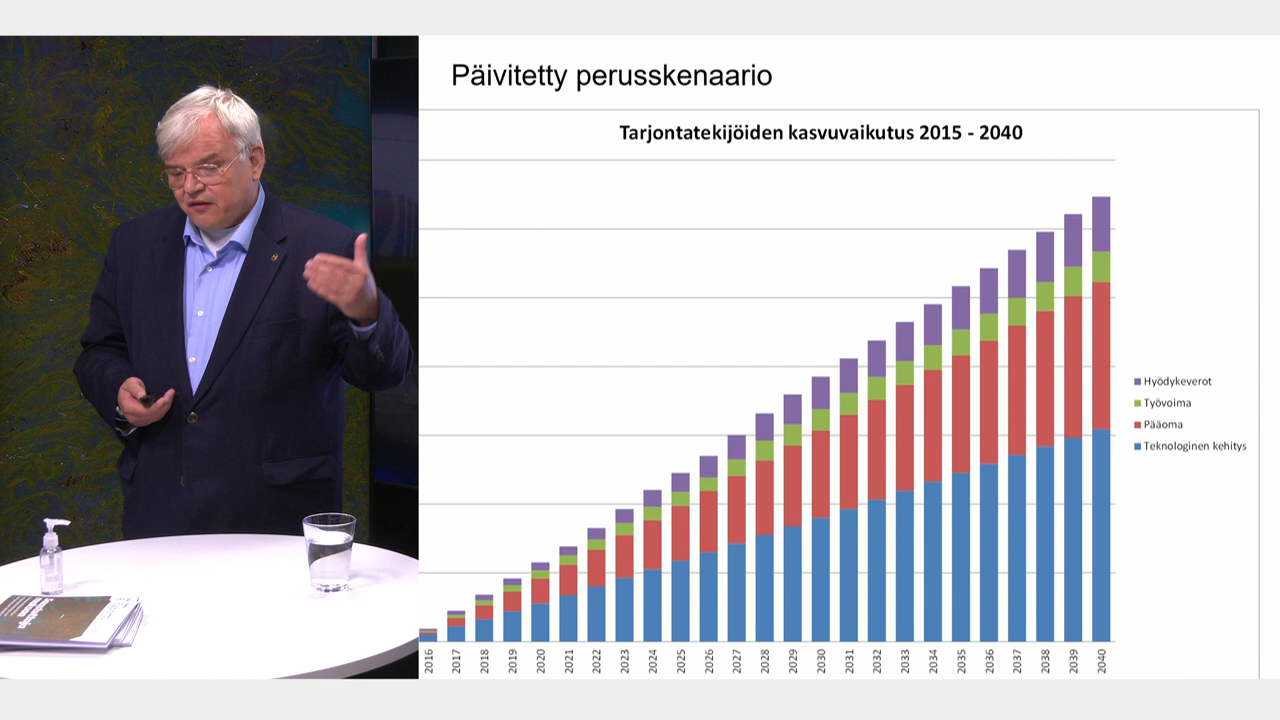 Päivitetty perusskenaario
Tarjontatekijöiden kasvuvaikutus 2015 - 2040
Hyödykeverot
Työvoima
Pääoma
Teknologinen kehitys
2016 2017 2018 2019 2020 2021 2022 2023 2024 2025 2026 2027 2028 2029 2030 2031 2032 2033 2034 2035 2036 2037 2038 2039 2040